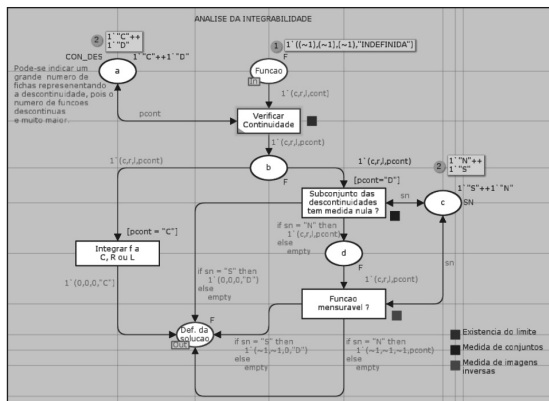 ANALISE DA INTEGRABILIDADE
2
1`"C"++
1`"D"
CON_DES
1`"C"++1`"D"
a
Pode-se indicar um
grande numero de
fichas representando
a descontinuidade, pois o
numero de funcoes
descontinuas
e muito maior.
1
1`((~1),(~1),(~1),"INDEFINIDA")
F
Funcao
In
1`(c,r,l,cont)
pcont
Verificar
Continuidade
1`(c,r,l,pcont)
1`(c,r,l,pcont)
b
F
1`(c,r,l,pcont)
2
1`"N"++
1`"S"
1`"S"++1`"N"
c
SN
sn
[pcont="D"]
Subconjunto das
descontinuidades
tem medida nula ?
[pcont = "C"]
Integrar f a
C, R ou L
1`(0,0,0,"C")
if sn = "S" then
1`(0,0,0,"D")
else
empty
if sn = "N" then
1`(c,r,l,pcont)
else
empty
d
F
1`(c,r,l,pcont)
sn
Funcao
mensuravel ?
F
Def. da
solucao
Out
if sn = "S" then
1`(~1,~1,0,"D")
else
empty
if sn = "N" then
1`(~1,~1,~1,pcont)
else
empty
Existencia do limite
Medida de conjuntos
Medida de imagens
inversas